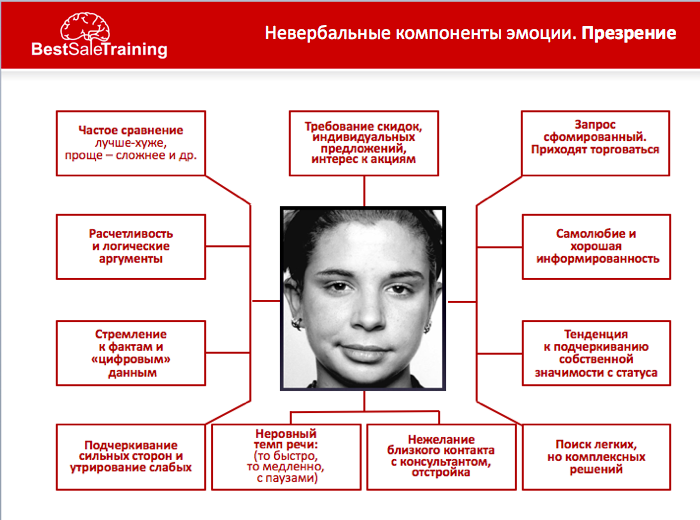 BestSaleTraining
Невербальные компоненты эмоции. Презрение
Частое сравнение
лучше-хуже,
проще – сложнее и др.
Требование скидок,
индивидуальных
предложений,
интерес к акциям
Запрос
сфомированный.
Приходят торговаться
Расчетливость
и логические
аргументы
Самолюбие и
хорошая
информированность
Стремление
к фактам и
«цифровым»
данным
Тенденция
к подчеркиванию
собственной
значимости с статуса
Подчеркивание
сильных сторон и
утрирование слабых
Неровный
темп речи:
(то быстро,
то медленно,
с паузами)
Нежелание
близкого контакта
с консультантом,
отстройка
Поиск легких,
но комплексных
решений